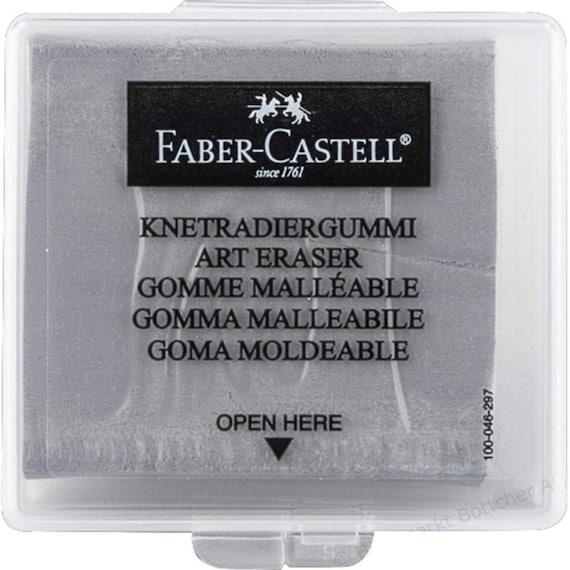 FABER-CASTELL®
since 1761
KNETRADIERGUMMI
ART ERASER
GOMME MALLÉABLE
GOMMA MALLEABILE
GOMA MOLDEABLE
OPEN HERE
100-046-297